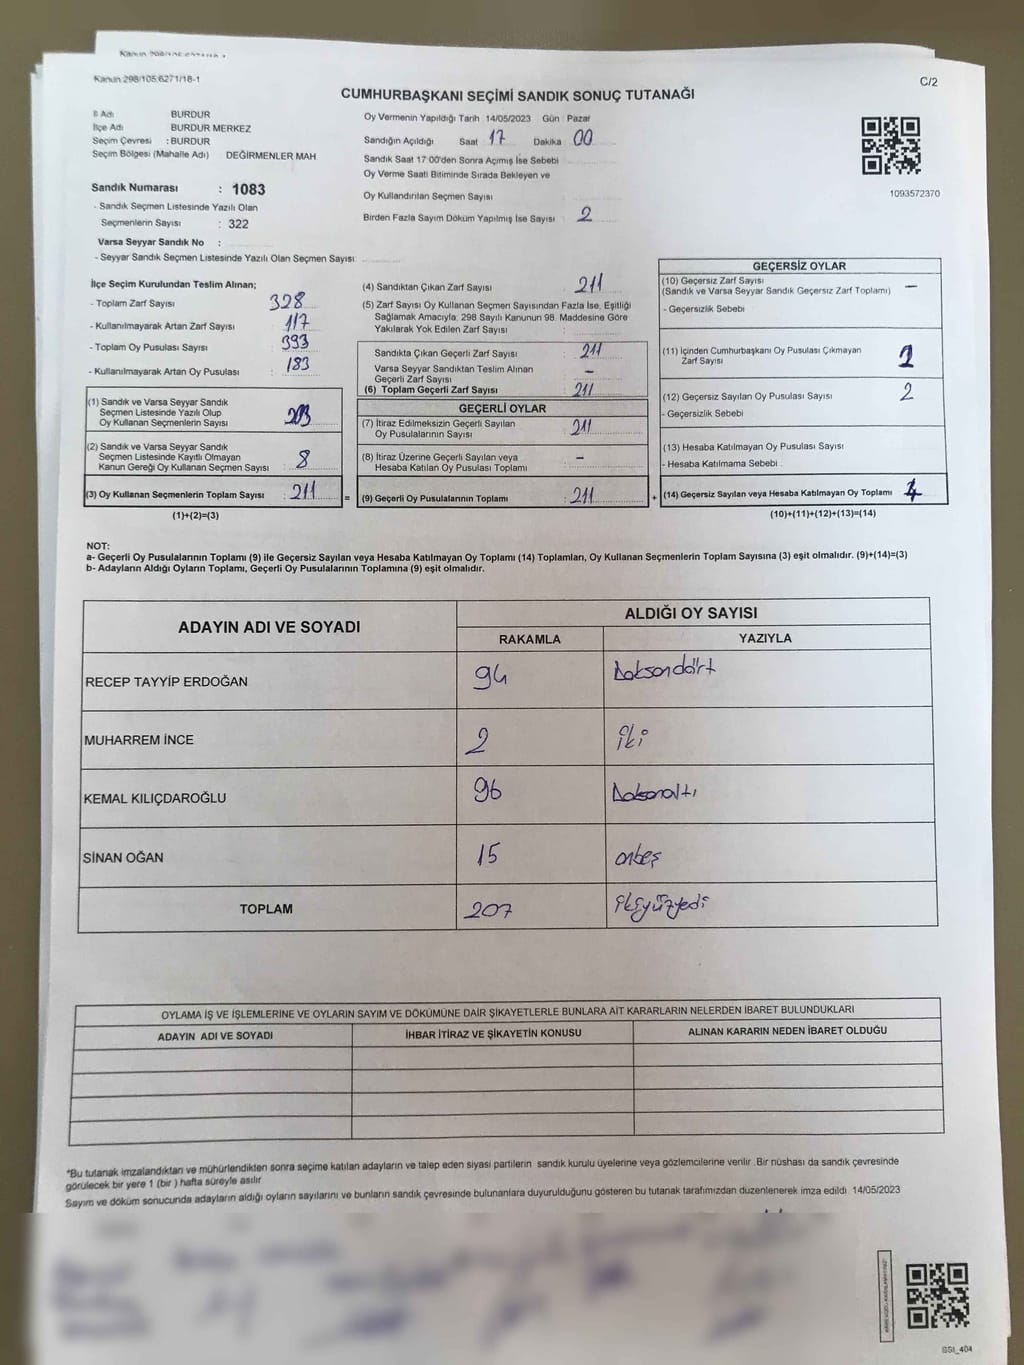 Kanun 298/105;6271/18-1
C/2
CUMHURBAŞKANI SEÇİMİ SANDIK SONUÇ TUTANAĞI
İl Adı BURDUR
İlçe Adı BURDUR MERKEZ
Seçim Çevresi : BURDUR
Seçim Bölgesi (Mahalle Adı) DEĞİRMENLER MAH
Sandık Numarası : 1083
- Sandık Seçmen Listesinde Yazılı Olan
Seçmenlerin Sayısı : 322
Varsa Seyyar Sandık No :
- Seyyar Sandık Seçmen Listesinde Yazılı Olan Seçmen Sayısı:
Oy Vermenin Yapıldığı Tarih 14/05/2023 Gün : Pazar
Sandığın Açıldığı Saat 17 Dakika 00
Sandık Saat 17:00'den Sonra Açımış İse Sebebi
Oy Verme Saati Bitiminde Sırada Bekleyen ve
Oy Kullandırılan Seçmen Sayısı
Birden Fazla Sayım Döküm Yapılmış İse Sayısı : 2
1093572370
İlçe Seçim Kurulundan Teslim Alınan;
- Toplam Zarf Sayısı 328
- Kullanılmayarak Artan Zarf Sayısı : 117
- Toplam Oy Pusulası Sayısı : 393
- Kullanılmayarak Artan Oy Pusulası : 183
(1) Sandık ve Varsa Seyyar Sandık
Seçmen Listesinde Yazılı Olup
Oy Kullanan Seçmenlerin Sayısı : 203
(2) Sandık ve Varsa Seyyar Sandık
Seçmen Listesinde Kayıtlı Olmayan
Kanun Gereği Oy Kullanan Seçmen Sayısı : 8
(3) Oy Kullanan Seçmenlerin Toplam Sayısı : 211
(1)+(2)=(3)
=
(4) Sandıktan Çıkan Zarf Sayısı 211
(5) Zarf Sayısı Oy Kullanan Seçmen Sayısından Fazla İse, Eşitliği
Sağlamak Amacıyla; 298 Sayılı Kanunun 98. Maddesine Göre
Yakılarak Yok Edilen Zarf Sayısı :
Sandıkta Çıkan Geçerli Zarf Sayısı : 211
Varsa Seyyar Sandıktan Teslim Alınan
Geçerli Zarf Sayısı : -
(6) Toplam Geçerli Zarf Sayısı : 211
GEÇERLİ OYLAR
(7) İtiraz Edilmeksizin Geçerli Sayılan
Oy Pusulalarının Sayısı : 211
(8) İtiraz Üzerine Geçerli Sayılan veya
Hesaba Katılan Oy Pusulası Toplamı : -
(9) Geçerli Oy Pusulalarının Toplamı : 211
+
GEÇERSİZ OYLAR
(10) Geçersiz Zarf Sayısı
(Sandık ve Varsa Seyyar Sandık Geçersiz Zarf Toplamı) -
- Geçersizlik Sebebi
(11) İçinden Cumhurbaşkanı Oy Pusulası Çıkmayan
Zarf Sayısı 2
(12) Geçersiz Sayılan Oy Pusulası Sayısı 2
- Geçersizlik Sebebi
(13) Hesaba Katılmayan Oy Pusulası Sayısı
- Hesaba Katılmama Sebebi
(14) Geçersiz Sayılan veya Hesaba Katılmayan Oy Toplamı 4
(10)+(11)+(12)+(13)=(14)
NOT:
a- Geçerli Oy Pusulalarının Toplamı (9) ile Geçersiz Sayılan veya Hesaba Katılmayan Oy Toplamı (14) Toplamları, Oy Kullanan Seçmenlerin Toplam Sayısına (3) eşit olmalıdır. (9)+(14)=(3)
b- Adayların Aldığı Oyların Toplamı, Geçerli Oy Pusulalarının Toplamına (9) eşit olmalıdır.
ADAYIN ADI VE SOYADI ALDIĞI OY SAYISI
RAKAMLA YAZIYLA
RECEP TAYYİP ERDOĞAN 94 Doksandört
MUHARREM İNCE 2 iki
KEMAL KILIÇDAROĞLU 96 Doksanaltı
SİNAN OĞAN 15 onbeş
TOPLAM 207 ikiyüzyedi
OYLAMA İŞ VE İŞLEMLERİNE VE OYLARIN SAYIM VE DÖKÜMÜNE DAİR ŞİKAYETLERLE BUNLARA AİT KARARLARIN NELERDEN İBARET BULUNDUKLARI
ADAYIN ADI VE SOYADI İHBAR İTİRAZ VE ŞİKAYETİN KONUSU ALINAN KARARIN NEDEN İBARET OLDUĞU
*Bu tutanak imzalandıktan ve mühürlendikten sonra seçime katılan adayların ve talep eden siyasi partilerin sandık kurulu üyelerine veya gözlemcilerine verilir. Bir nüshası da sandık çevresinde
görülecek bir yere 1 (bir ) hafta süreyle asılır.
Sayım ve döküm sonucunda adayların aldığı oyların sayılarını ve bunların sandık çevresinde bulunanlara duyurulduğunu gösteren bu tutanak tarafımızdan düzenlenerek imza edildi. 14/05/2023
SSI_404